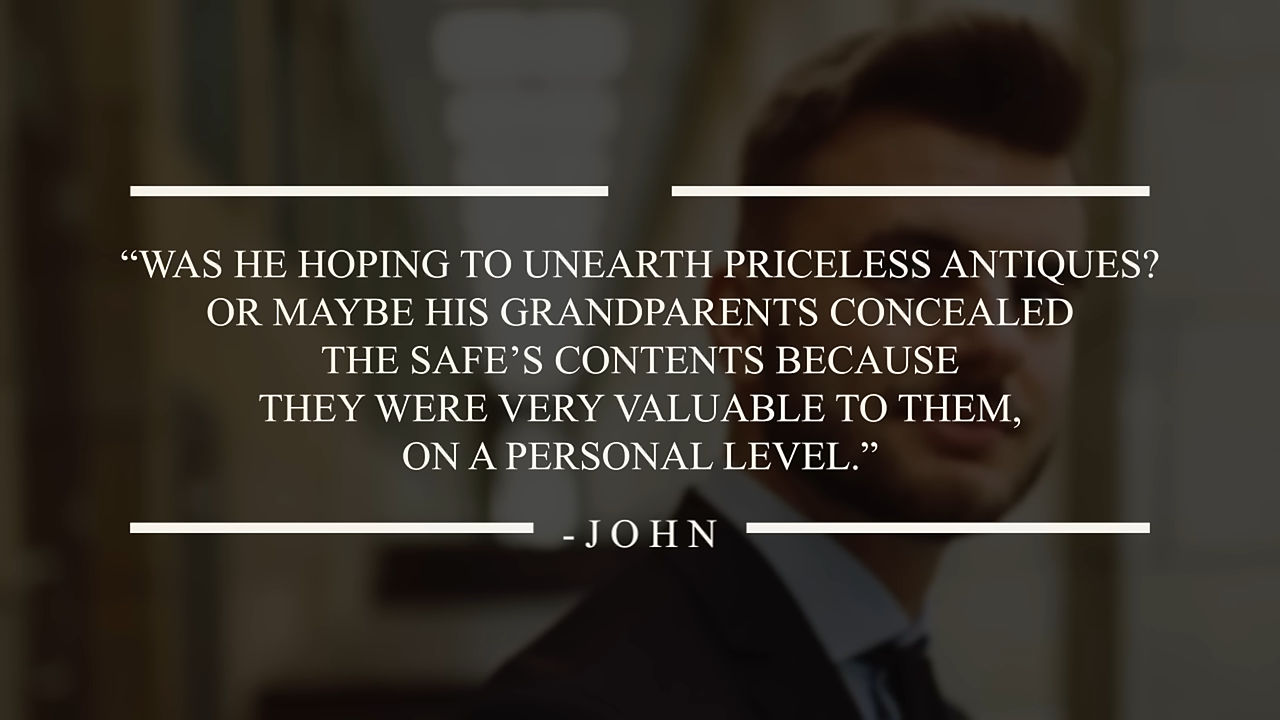 “WAS HE HOPING TO UNEARTH PRICELESS ANTIQUES?
OR MAYBE HIS GRANDPARENTS CONCEALED
THE SAFE’S CONTENTS BECAUSE
THEY WERE VERY VALUABLE TO THEM,
ON A PERSONAL LEVEL.”
-JOHN